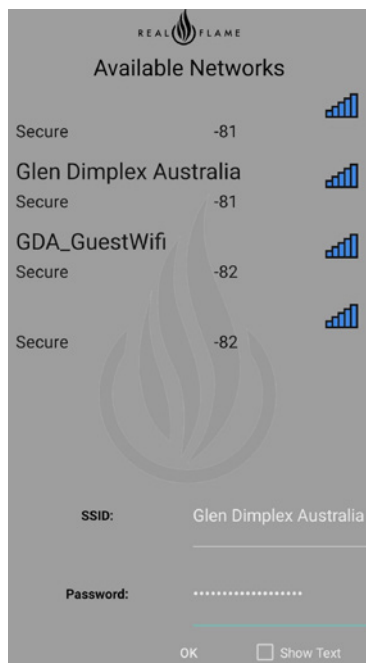 REAL FLAME
Available Networks
Secure -81
Glen Dimplex Australia
Secure -81
GDA_GuestWifi
Secure -82
Secure -82
SSID: Glen Dimplex Australia
Password: •••••••••••••••••••
OK Show Text